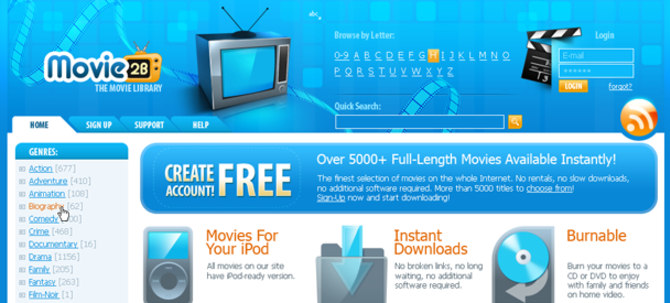 abc
Movie 28
THE MOVIE LIBRARY
Browse by Letter:
0-9 A B C D E F G H I J K L M N O
P Q R S T U V W X Y Z
Quick Search:
Login
E-mail
••••••
LOGIN forgot?
13
HOME SIGN UP SUPPORT HELP
GENRES:
Action [677]
Adventure [410]
Animation [108]
Biography [62]
Comedy
Crime [468]
Documentary [16]
Drama [1156]
Family [205]
Fantasy [263]
Film-Noir [1]
CREATE ACCOUNT! FREE
Over 5000+ Full-Length Movies Available Instantly!
The finest selection of movies on the whole Internet. No rentals, no slow downloads,
no additional software required. More than 5000 titles to choose from!
Sign-Up now and start downloading!
Movies For
Your iPod
All movies on our site
have iPod-ready version.
Instant
Downloads
No broken links, no long
waiting, no additional
software required.
Burnable
Burn your movies to a
CD or DVD to enjoy
with family and friends
on home video.